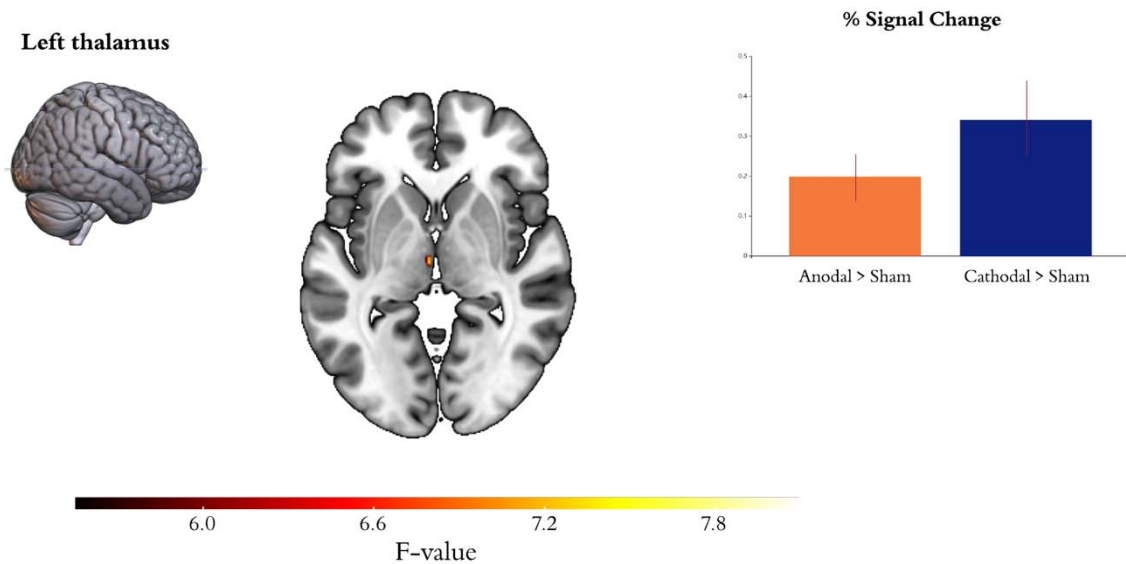 Left thalamus
% Signal Change
0.5
0.4
0.3
0.2
0.1
0
Anodal > Sham
Cathodal > Sham
6.0
6.6
7.2
7.8
F-value